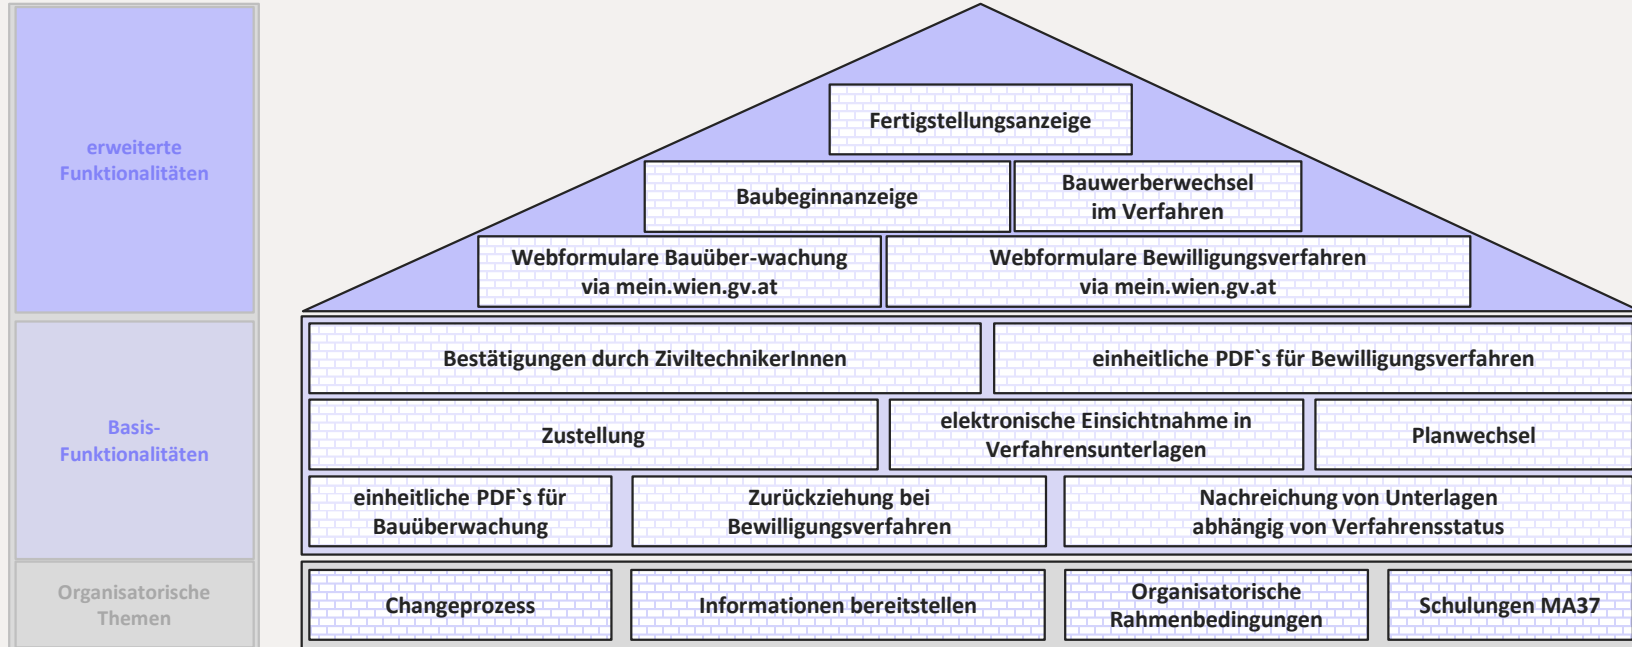 erweiterte
Funktionalitäten
Fertigstellungsanzeige
Baubeginnanzeige
Bauwerberwechsel
im Verfahren
Webformulare Bauüber-wachung
via mein.wien.gv.at
Webformulare Bewilligungsverfahren
via mein.wien.gv.at
Basis-
Funktionalitäten
Bestätigungen durch ZiviltechnikerInnen
einheitliche PDF`s für Bewilligungsverfahren
Zustellung
elektronische Einsichtnahme in
Verfahrensunterlagen
Planwechsel
einheitliche PDF`s für
Bauüberwachung
Zurückziehung bei
Bewilligungsverfahren
Nachreichung von Unterlagen
abhängig von Verfahrensstatus
Organisatorische
Themen
Changeprozess
Informationen bereitstellen
Organisatorische
Rahmenbedingungen
Schulungen MA37